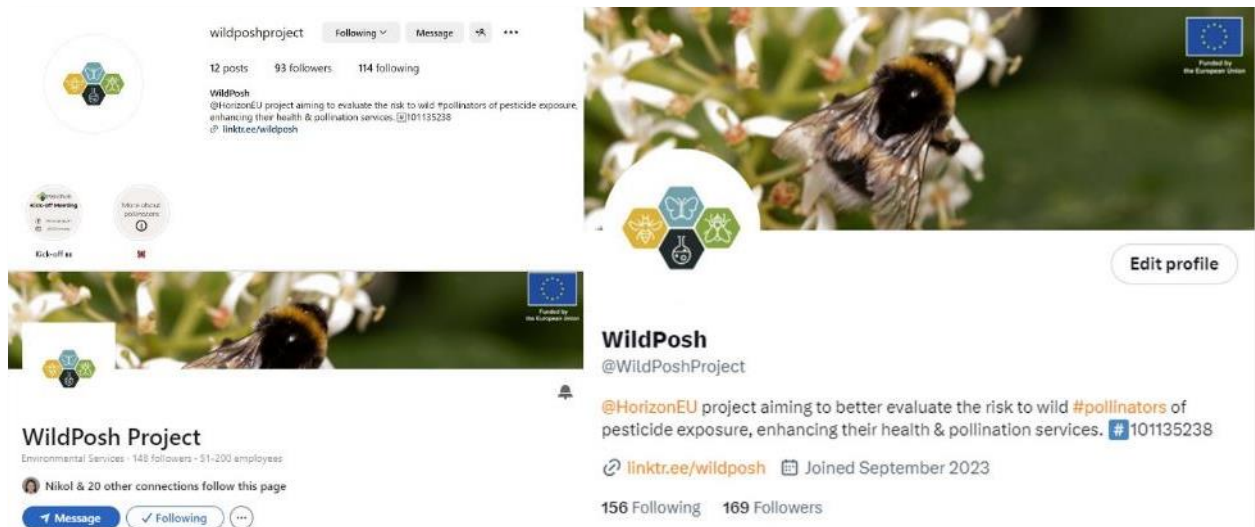 wildposhproject Following Message
12 posts 93 followers 114 following
WildPosh
@HorizonEU project aiming to evaluate the risk to wild #pollinators of pesticide exposure,
enhancing their health & pollination services. #101135238
linktr.ee/wildposh
Kick-off Meeting
More about
pollinators
Kick-off
Funded by
the European Union
WildPosh Project
Environmental Services · 148 followers · 51-200 employees
Nikol & 20 other connections follow this page
Message Following
Funded by
the European Union
Edit profile
WildPosh
@WildPoshProject
@HorizonEU project aiming to better evaluate the risk to wild #pollinators of
pesticide exposure, enhancing their health & pollination services. #101135238
linktr.ee/wildposh Joined September 2023
156 Following 169 Followers